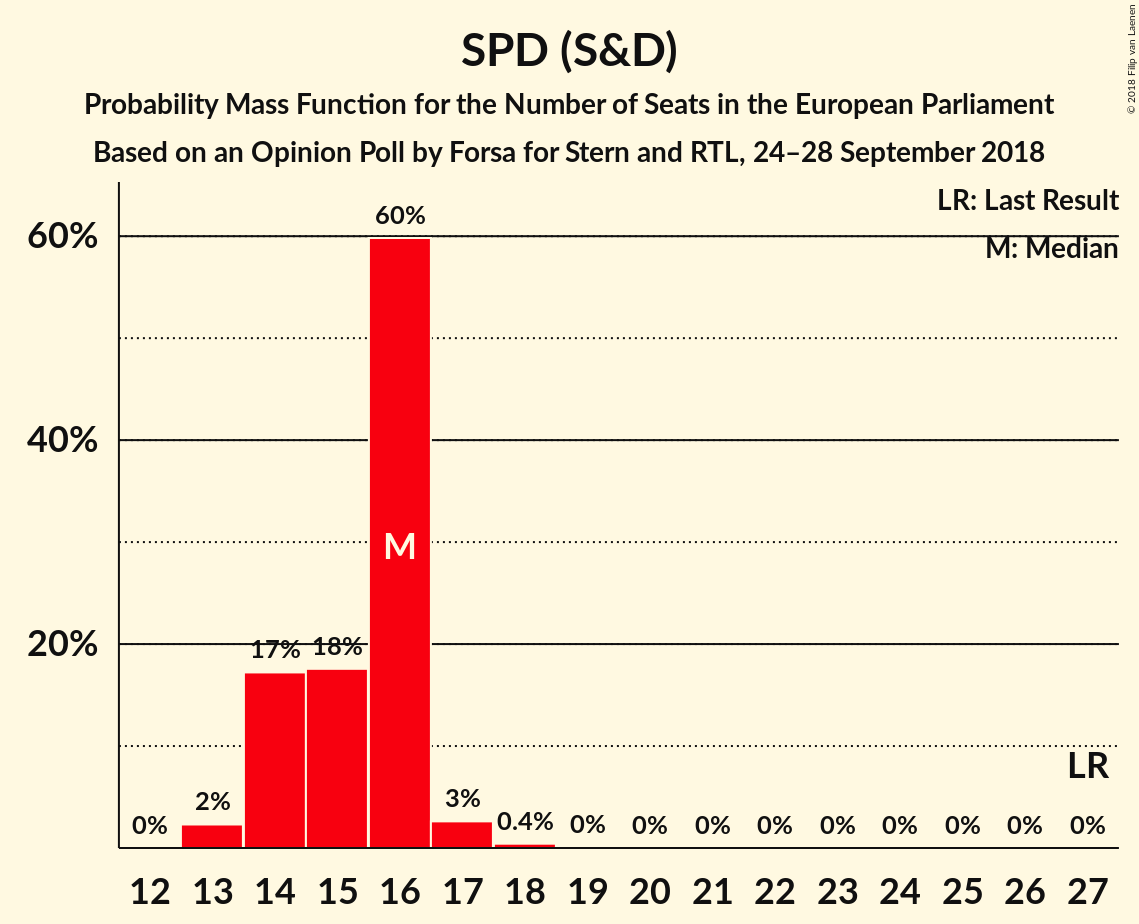 SPD (S&D)
Probability Mass Function for the Number of Seats in the European Parliament
Based on an Opinion Poll by Forsa for Stern and RTL, 24–28 September 2018
© 2018 Filip van Laenen
LR: Last Result
M: Median
60%
40%
20%
0%
2%
17%
18%
60%
M
3%
0.4%
0%
0%
0%
0%
0%
0%
0%
0%
0%
LR
12 13 14 15 16 17 18 19 20 21 22 23 24 25 26 27